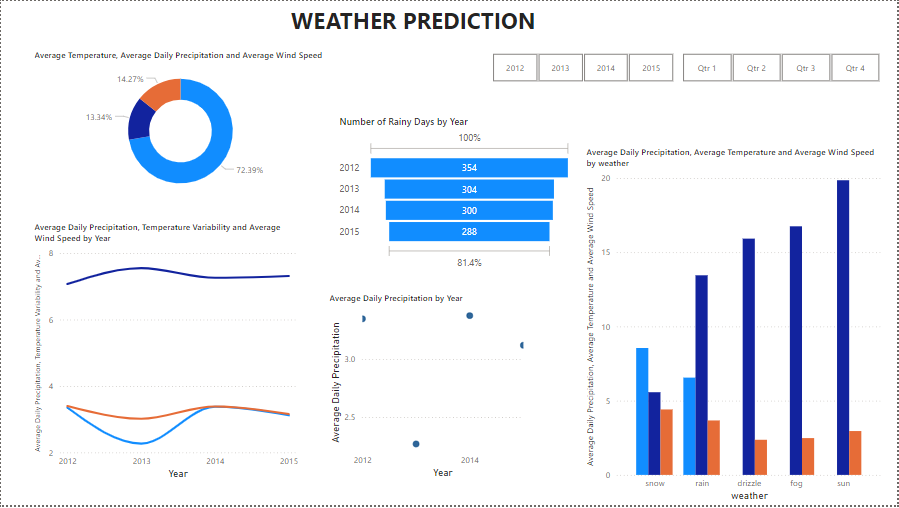 WEATHER PREDICTION
Average Temperature, Average Daily Precipitation and Average Wind Speed
14.27%
13.34%
72.39%
2012 2013 2014 2015 Qtr 1 Qtr 2 Qtr 3 Qtr 4
Number of Rainy Days by Year
100%
2012 354
2013 304
2014 300
2015 288
81.4%
Average Daily Precipitation, Average Temperature and Average Wind Speed
by weather
Average Daily Precipitation, Average Temperature and Average Wind Speed
20
15
10
5
0
snow rain drizzle fog sun
weather
Average Daily Precipitation, Temperature Variability and Average
Wind Speed by Year
Average Daily Precipitation, Temperature Variability and Av...
8
6
4
2
2012 2013 2014 2015
Year
Average Daily Precipitation by Year
Average Daily Precipitation
3.0
2.5
2012 2014
Year